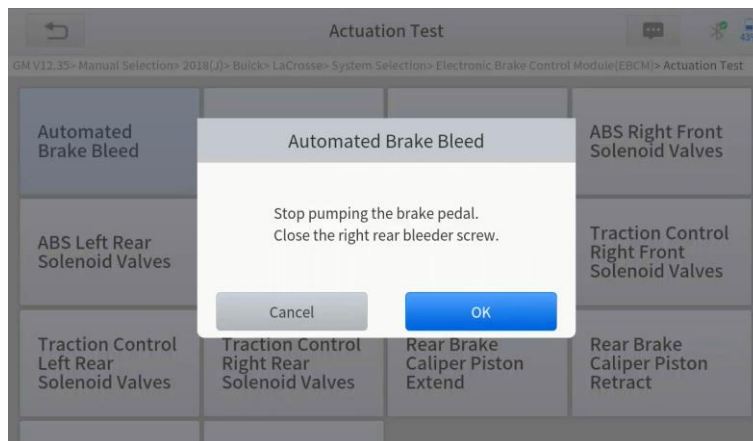 Actuation Test
43%
GM V12.35> Manual Selection> 2018(J)> Buick> LaCrosse> System Selection> Electronic Brake Control Module(EBCM)> Actuation Test
Automated
Brake Bleed
ABS Right Front
Solenoid Valves
Automated Brake Bleed
Stop pumping the brake pedal.
Close the right rear bleeder screw.
Cancel
OK
ABS Left Rear
Solenoid Valves
Traction Control
Right Front
Solenoid Valves
Traction Control
Left Rear
Solenoid Valves
Traction Control
Right Rear
Solenoid Valves
Rear Brake
Caliper Piston
Extend
Rear Brake
Caliper Piston
Retract